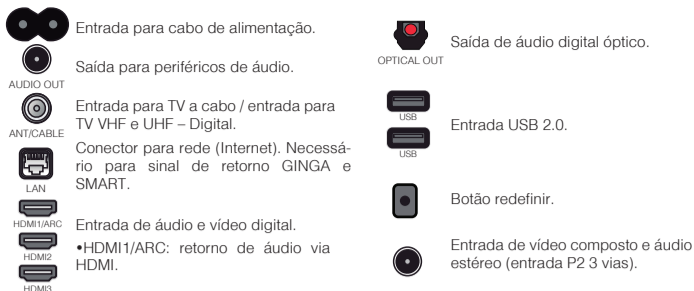 Entrada para cabo de alimentação.
Saída para periféricos de áudio.
AUDIO OUT
Entrada para TV a cabo / entrada para
TV VHF e UHF – Digital.
ANT/CABLE
Conector para rede (Internet). Necessá-
rio para sinal de retorno GINGA e
SMART.
LAN
HDMI1/ARC
Entrada de áudio e vídeo digital.
•HDMI1/ARC: retorno de áudio via
HDMI.
HDMI2
HDMI3
Saída de áudio digital óptico.
OPTICAL OUT
USB
Entrada USB 2.0.
USB
Botão redefinir.
Entrada de vídeo composto e áudio
estéreo (entrada P2 3 vias).